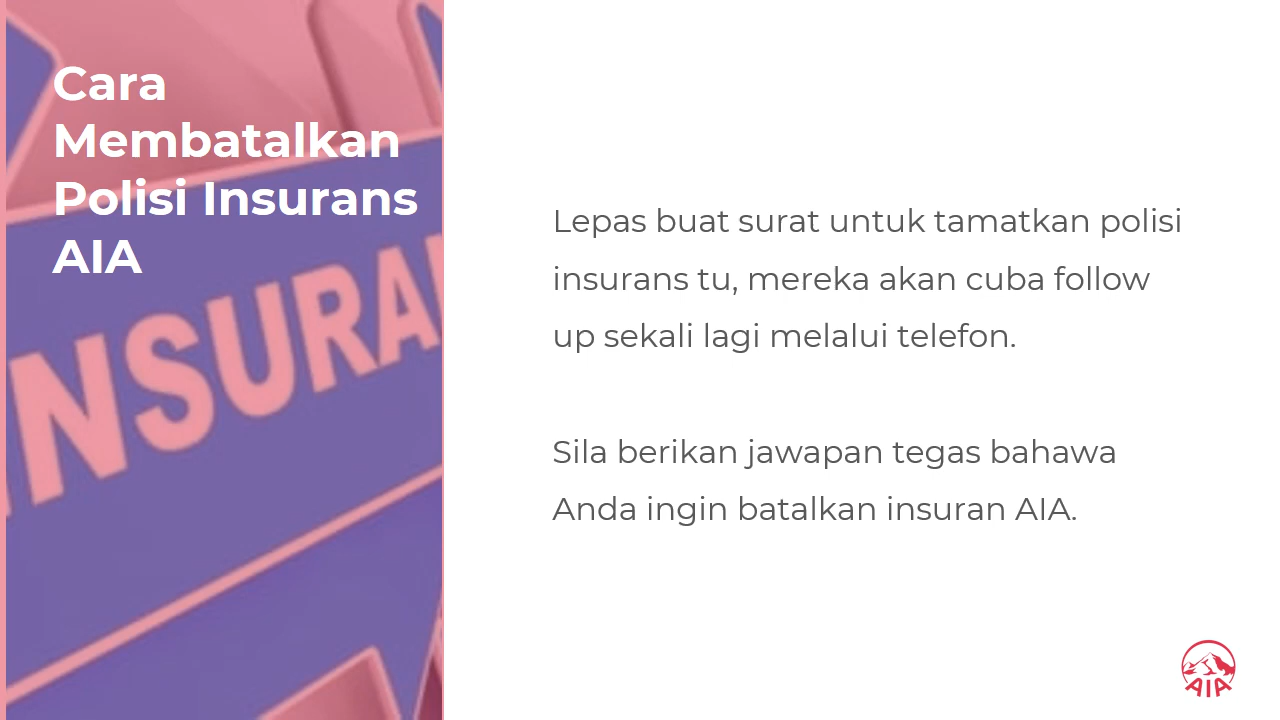 Cara
Membatalkan
Polisi Insurans
AIA
INSURA
Lepas buat surat untuk tamatkan polisi
insurans tu, mereka akan cuba follow
up sekali lagi melalui telefon.
Sila berikan jawapan tegas bahawa
Anda ingin batalkan insuran AIA.
AIA